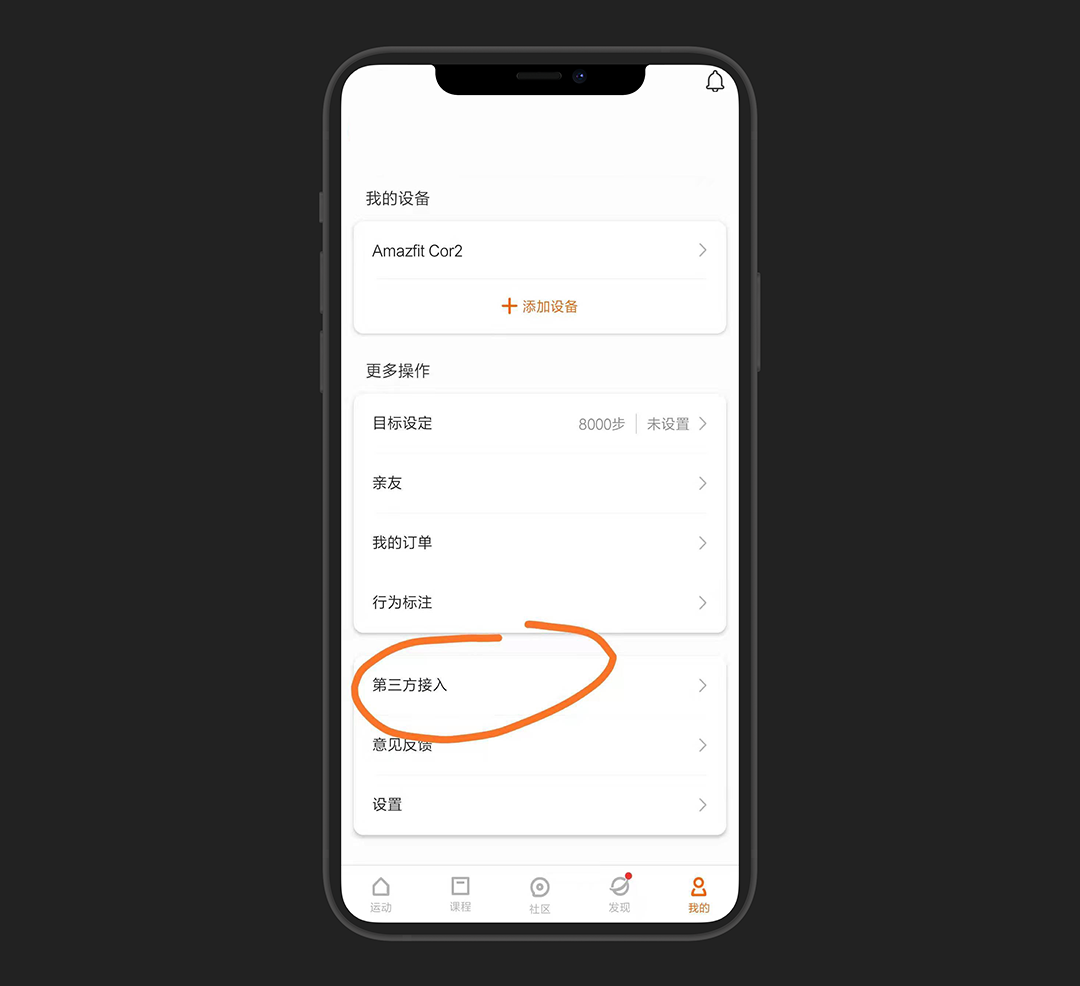 我的设备
Amazfit Cor2
添加设备
更多操作
目标设定 8000步 未设置
亲友
我的订单
行为标注
第三方接入
意见反馈
设置
运动 课程 社区 发现 我的